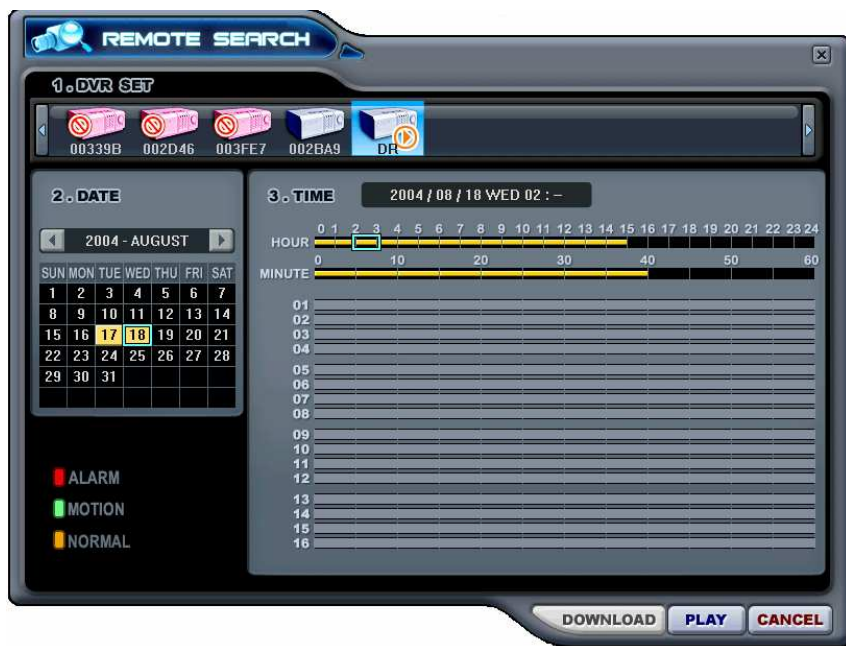 REMOTE SEARCH
1. DVR SET
00339B 002D46 003FE7 002BA9 DR
2. DATE
2004 - AUGUST
SUN MON TUE WED THU FRI SAT
1 2 3 4 5 6 7
8 9 10 11 12 13 14
15 16 17 18 19 20 21
22 23 24 25 26 27 28
29 30 31
ALARM
MOTION
NORMAL
3. TIME 2004 / 08 / 18 WED 02 : –
0 1 2 3 4 5 6 7 8 9 10 11 12 13 14 15 16 17 18 19 20 21 22 23 24
HOUR
0 10 20 30 40 50 60
MINUTE
01
02
03
04
05
06
07
08
09
10
11
12
13
14
15
16
DOWNLOAD PLAY CANCEL